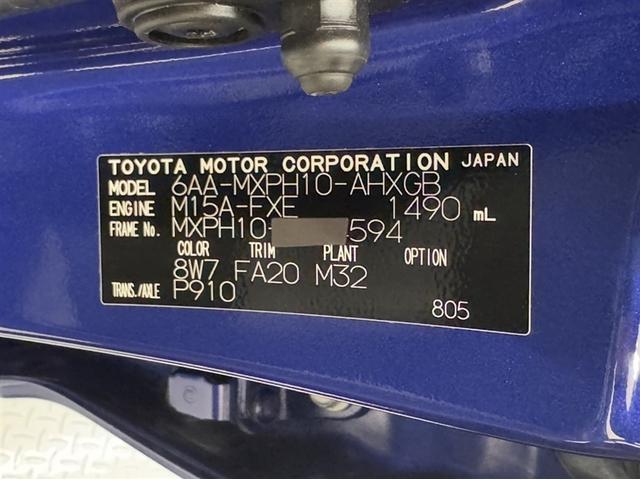 TOYOTA MOTOR CORPORATION JAPAN
MODEL 6AA-MXPH10-AHXGB
ENGINE M15A-FXE 1490 mL
FRAME No. MXPH10- 594
COLOR TRIM PLANT OPTION
8W7 FA20 M32
TRANS./AXLE P910
805